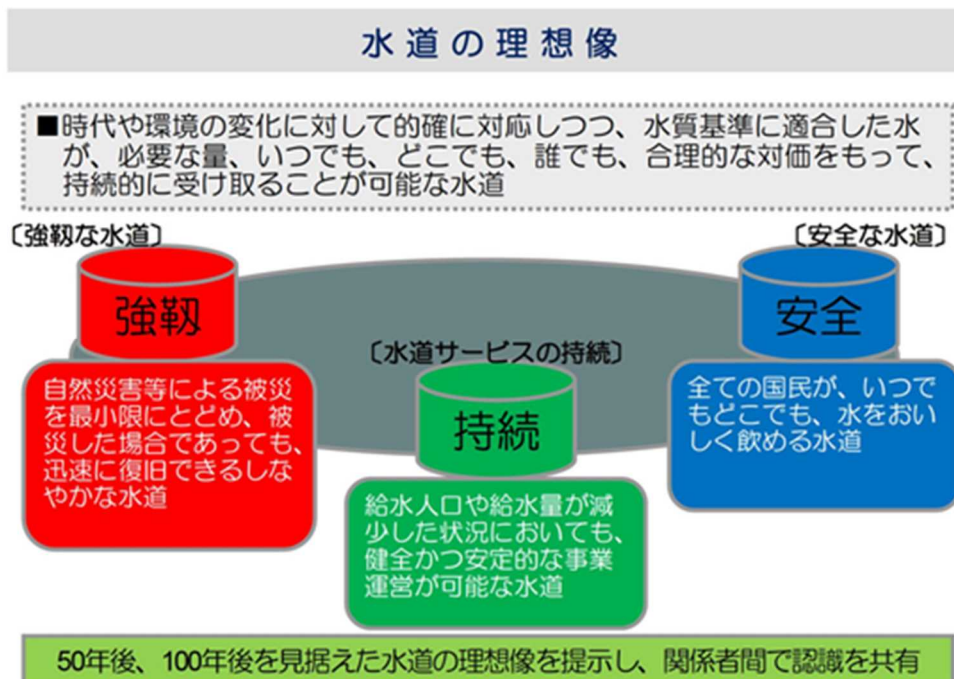 水道の理想像
■時代や環境の変化に対して的確に対応しつつ、水質基準に適合した水
が、必要な量、いつでも、どこでも、誰でも、合理的な対価をもって、
持続的に受け取ることが可能な水道
〔強靱な水道〕
強靱
自然災害等による被災
を最小限にとどめ、被
災した場合であっても、
迅速に復旧できるしな
やかな水道
〔水道サービスの持続〕
持続
給水人口や給水量が減
少した状況においても、
健全かつ安定的な事業
運営が可能な水道
〔安全な水道〕
安全
全ての国民が、いつで
もどこでも、水をおい
しく飲める水道
50年後、100年後を見据えた水道の理想像を提示し、関係者間で認識を共有